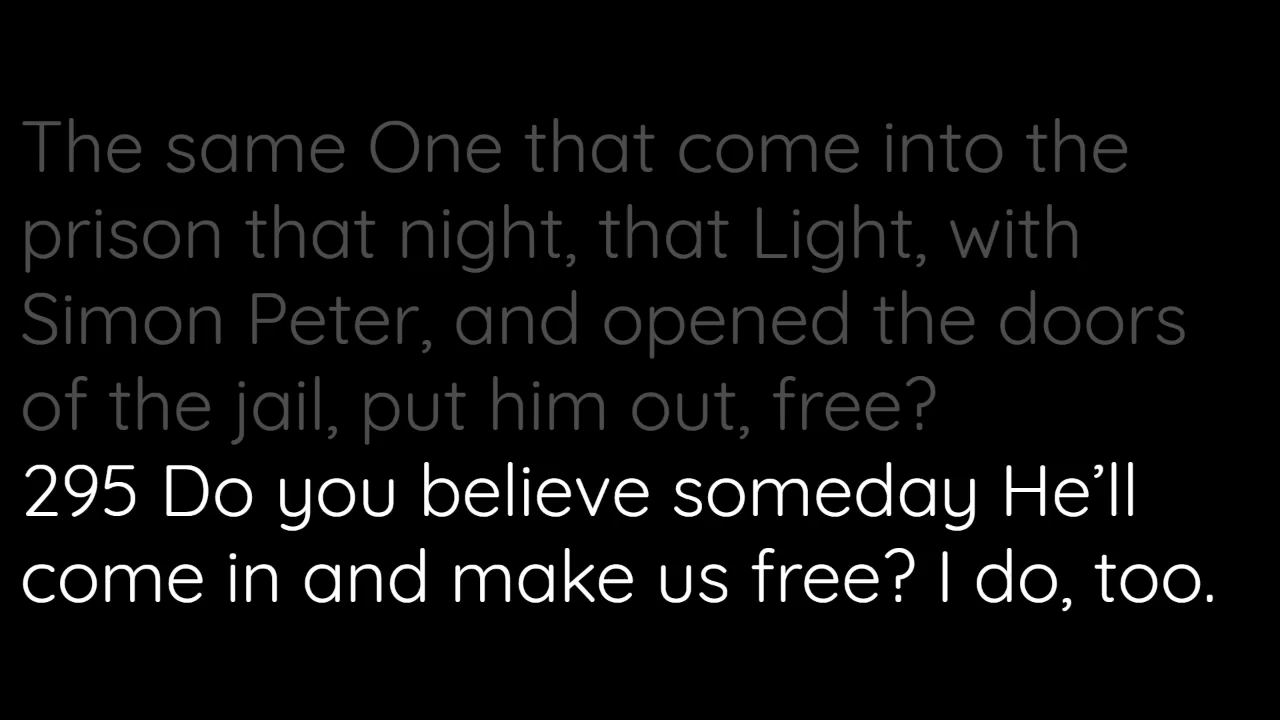 The same One that come into the
prison that night, that Light, with
Simon Peter, and opened the doors
of the jail, put him out, free?
295 Do you believe someday He’ll
come in and make us free? I do, too.